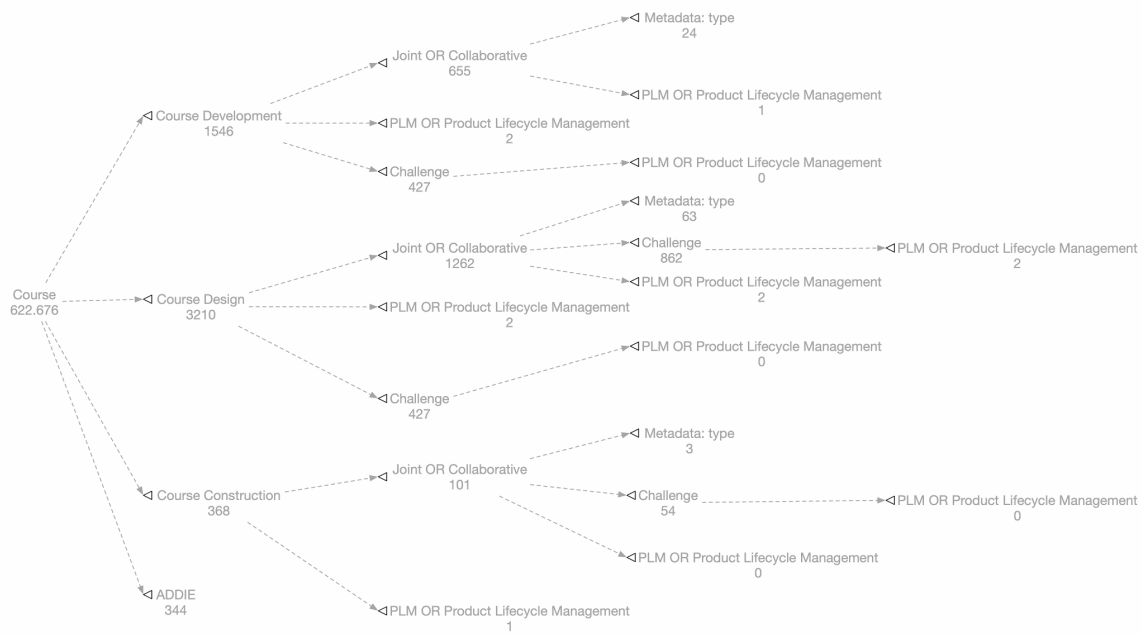 Metadata: type
24
Joint OR Collaborative
655
PLM OR Product Lifecycle Management
1
Course Development
1546
PLM OR Product Lifecycle Management
2
Challenge
427
PLM OR Product Lifecycle Management
0
Metadata: type
63
Joint OR Collaborative
1262
Challenge
862
PLM OR Product Lifecycle Management
2
PLM OR Product Lifecycle Management
2
Course
622.676
Course Design
3210
PLM OR Product Lifecycle Management
2
PLM OR Product Lifecycle Management
0
Challenge
427
Metadata: type
3
Joint OR Collaborative
101
Course Construction
368
Challenge
54
PLM OR Product Lifecycle Management
0
PLM OR Product Lifecycle Management
0
ADDIE
344
PLM OR Product Lifecycle Management
1